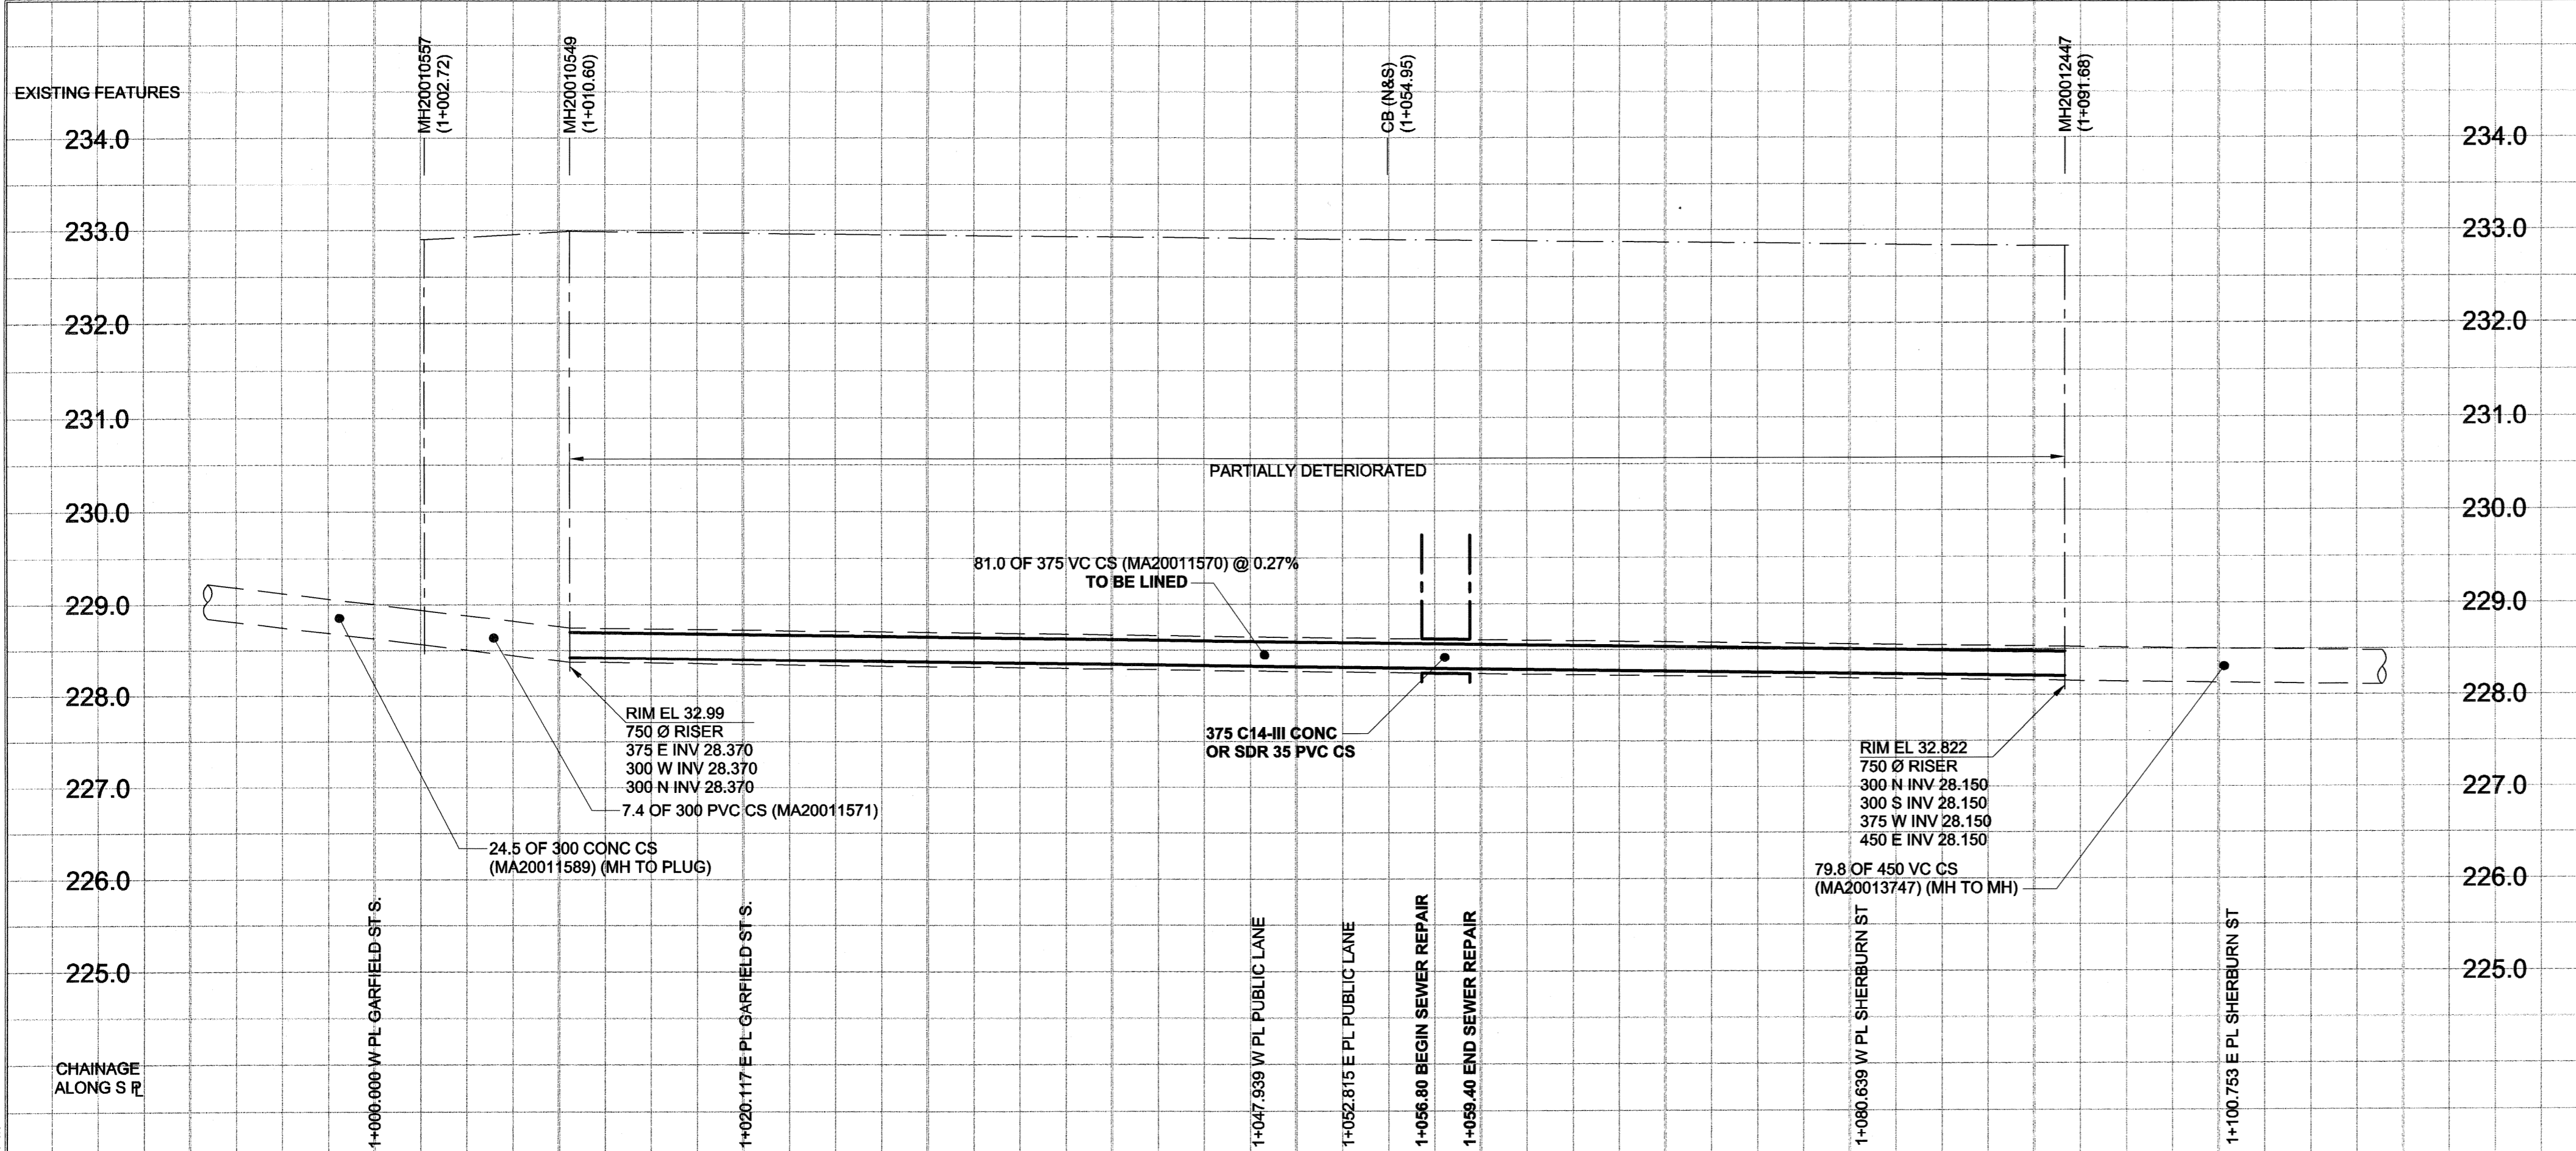 EXISTING FEATURES
MH20010557
(1+002.72)
MH20010549
(1+010.60)
CB (N&S)
(1+054.95)
MH20012447
(1+091.68)
234.0
234.0
233.0
233.0
232.0
232.0
231.0
231.0
PARTIALLY DETERIORATED
230.0
230.0
81.0 OF 375 VC CS (MA20011570) @ 0.27%
TO BE LINED
229.0
229.0
228.0
228.0
RIM EL 32.99
750 Ø RISER
375 E INV 28.370
300 W INV 28.370
300 N INV 28.370
7.4 OF 300 PVC CS (MA20011571)
375 C14-III CONC
OR SDR 35 PVC CS
RIM EL 32.822
750 Ø RISER
300 N INV 28.150
300 S INV 28.150
375 W INV 28.150
450 E INV 28.150
227.0
227.0
24.5 OF 300 CONC CS
(MA20011589) (MH TO PLUG)
79.8 OF 450 VC CS
(MA20013747) (MH TO MH)
226.0
226.0
225.0
225.0
CHAINAGE
ALONG S PL
1+000.000 W PL GARFIELD ST S.
1+020.117 E PL GARFIELD ST S.
1+047.939 W PL PUBLIC LANE
1+052.815 E PL PUBLIC LANE
1+056.80 BEGIN SEWER REPAIR
1+059.40 END SEWER REPAIR
1+080.639 W PL SHERBURN ST
1+100.753 E PL SHERBURN ST